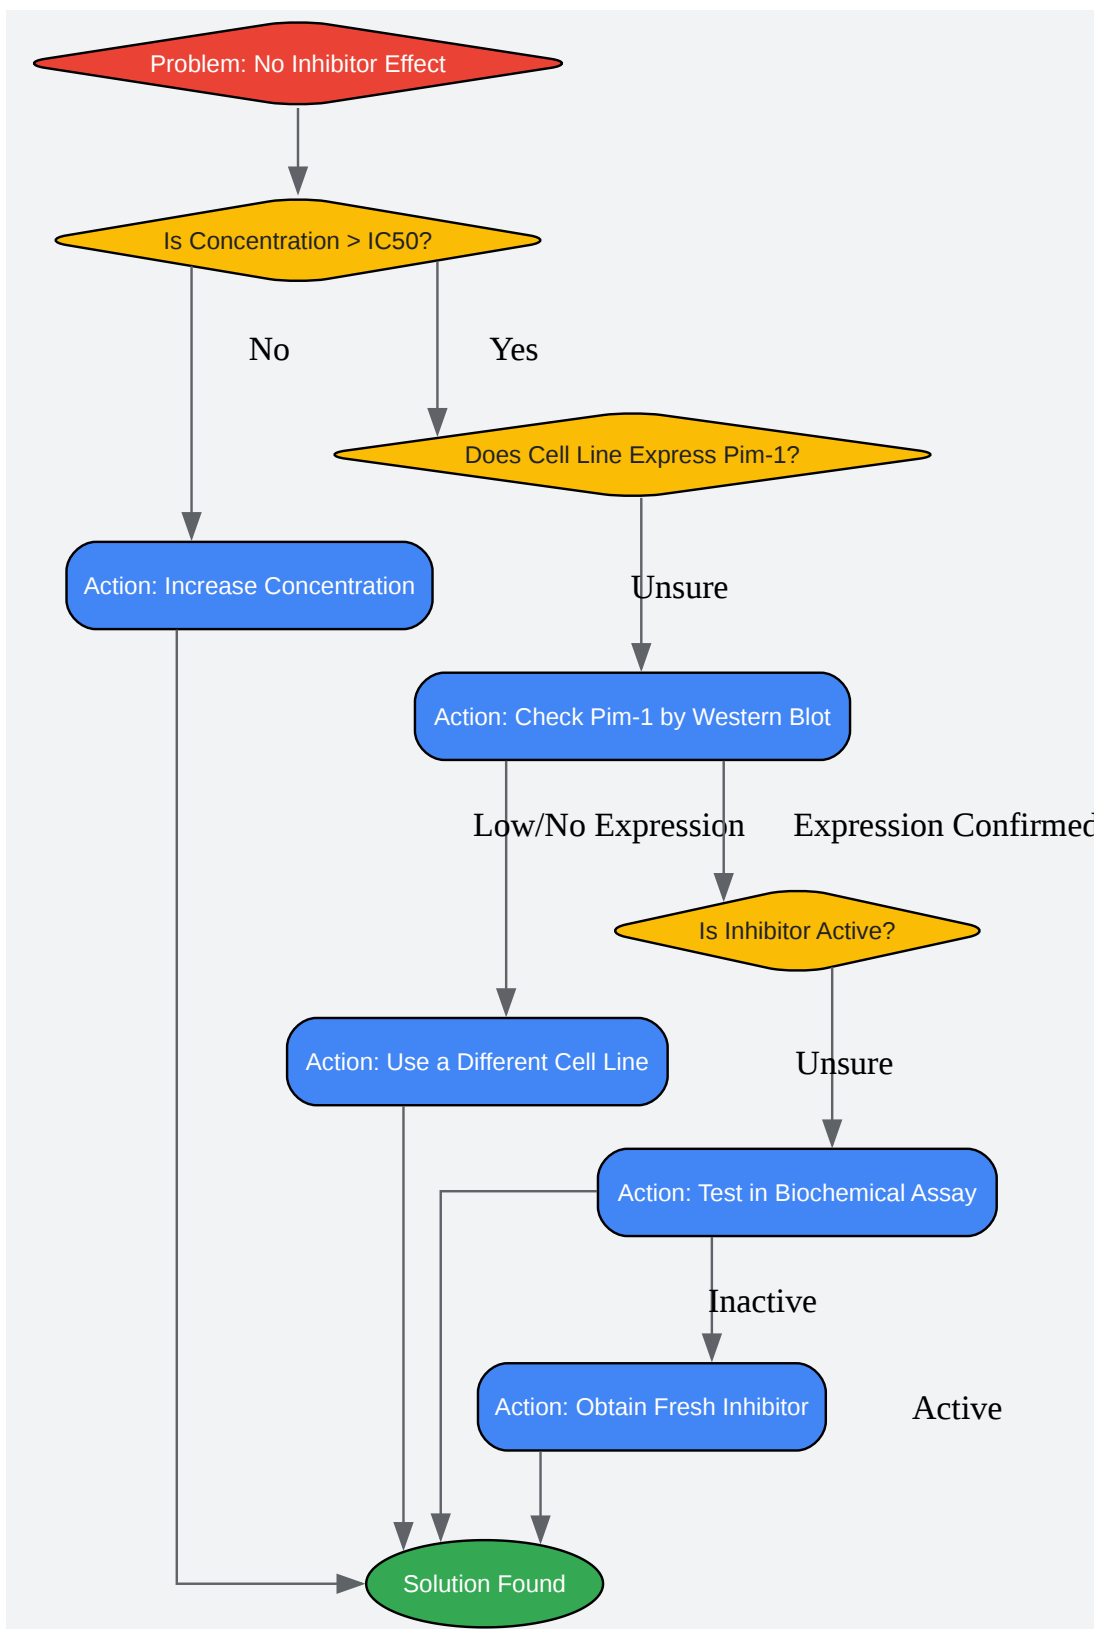 Problem: No Inhibitor Effect
Is Concentration > IC50?
No
Yes
Does Cell Line Express Pim-1?
Action: Increase Concentration
Unsure
Action: Check Pim-1 by Western Blot
Low/No Expression
Expression Confirmed
Is Inhibitor Active?
Action: Use a Different Cell Line
Unsure
Action: Test in Biochemical Assay
Inactive
Action: Obtain Fresh Inhibitor
Active
Solution Found